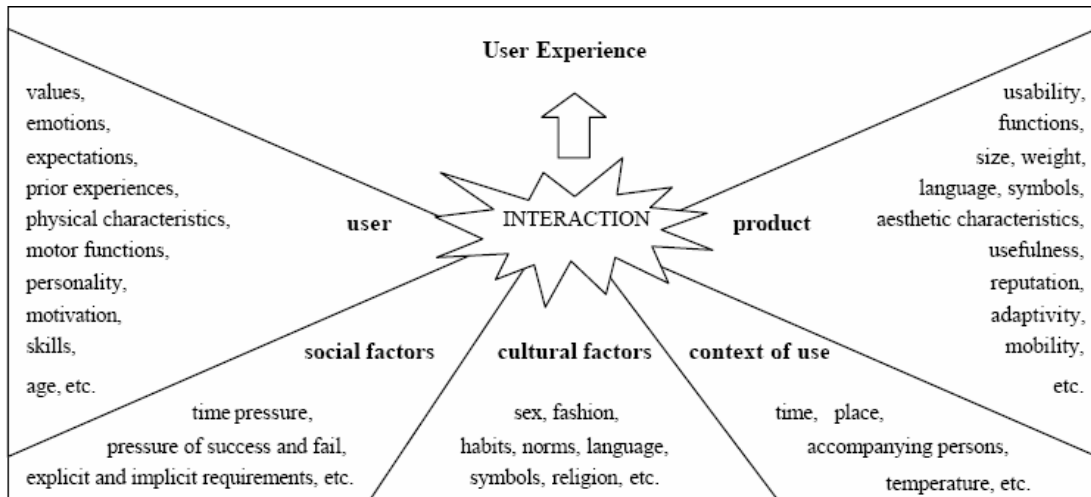 User Experience
values,
emotions,
expectations,
prior experiences,
physical characteristics,
motor functions,
personality,
motivation,
skills,
age, etc.
user
INTERACTION
product
usability,
functions,
size, weight,
language, symbols,
aesthetic characteristics,
usefulness,
reputation,
adaptivity,
mobility,
etc.
social factors
time pressure,
pressure of success and fail,
explicit and implicit requirements, etc.
cultural factors
sex, fashion,
habits, norms, language,
symbols, religion, etc.
context of use
time, place,
accompanying persons,
temperature, etc.